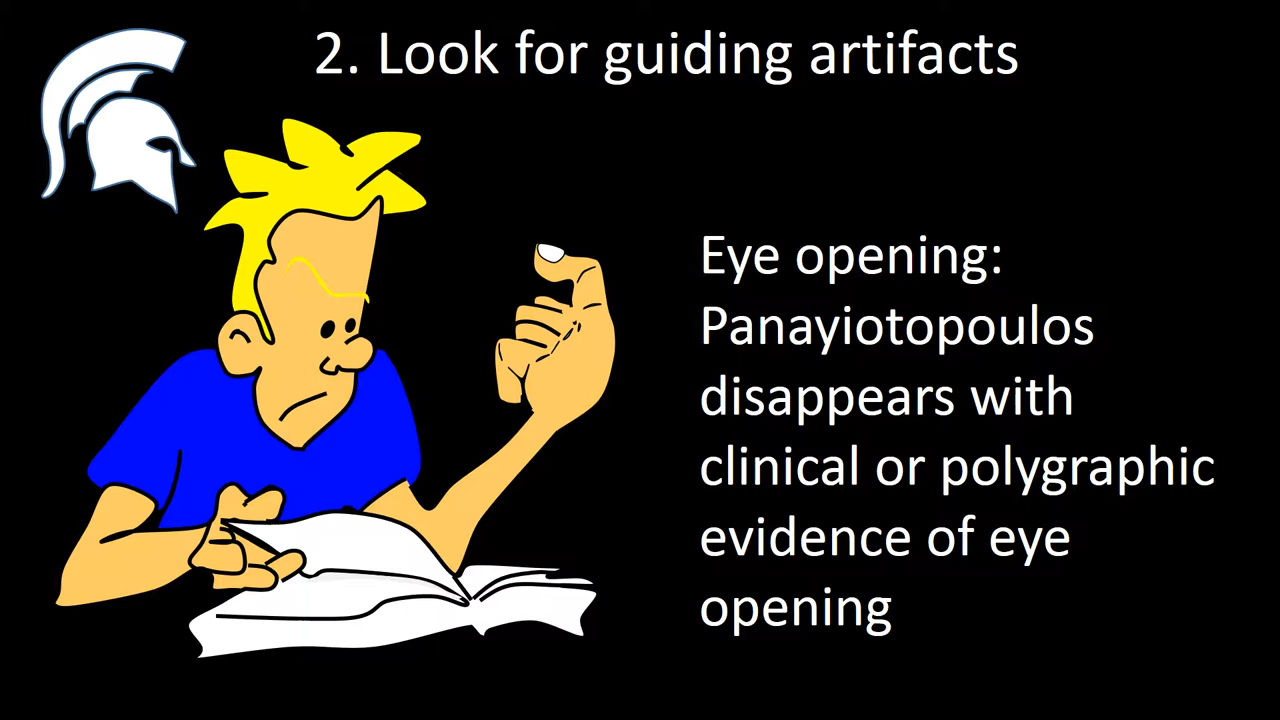 2. Look for guiding artifacts
Eye opening:
Panayiotopoulos
disappears with
clinical or polygraphic
evidence of eye
opening